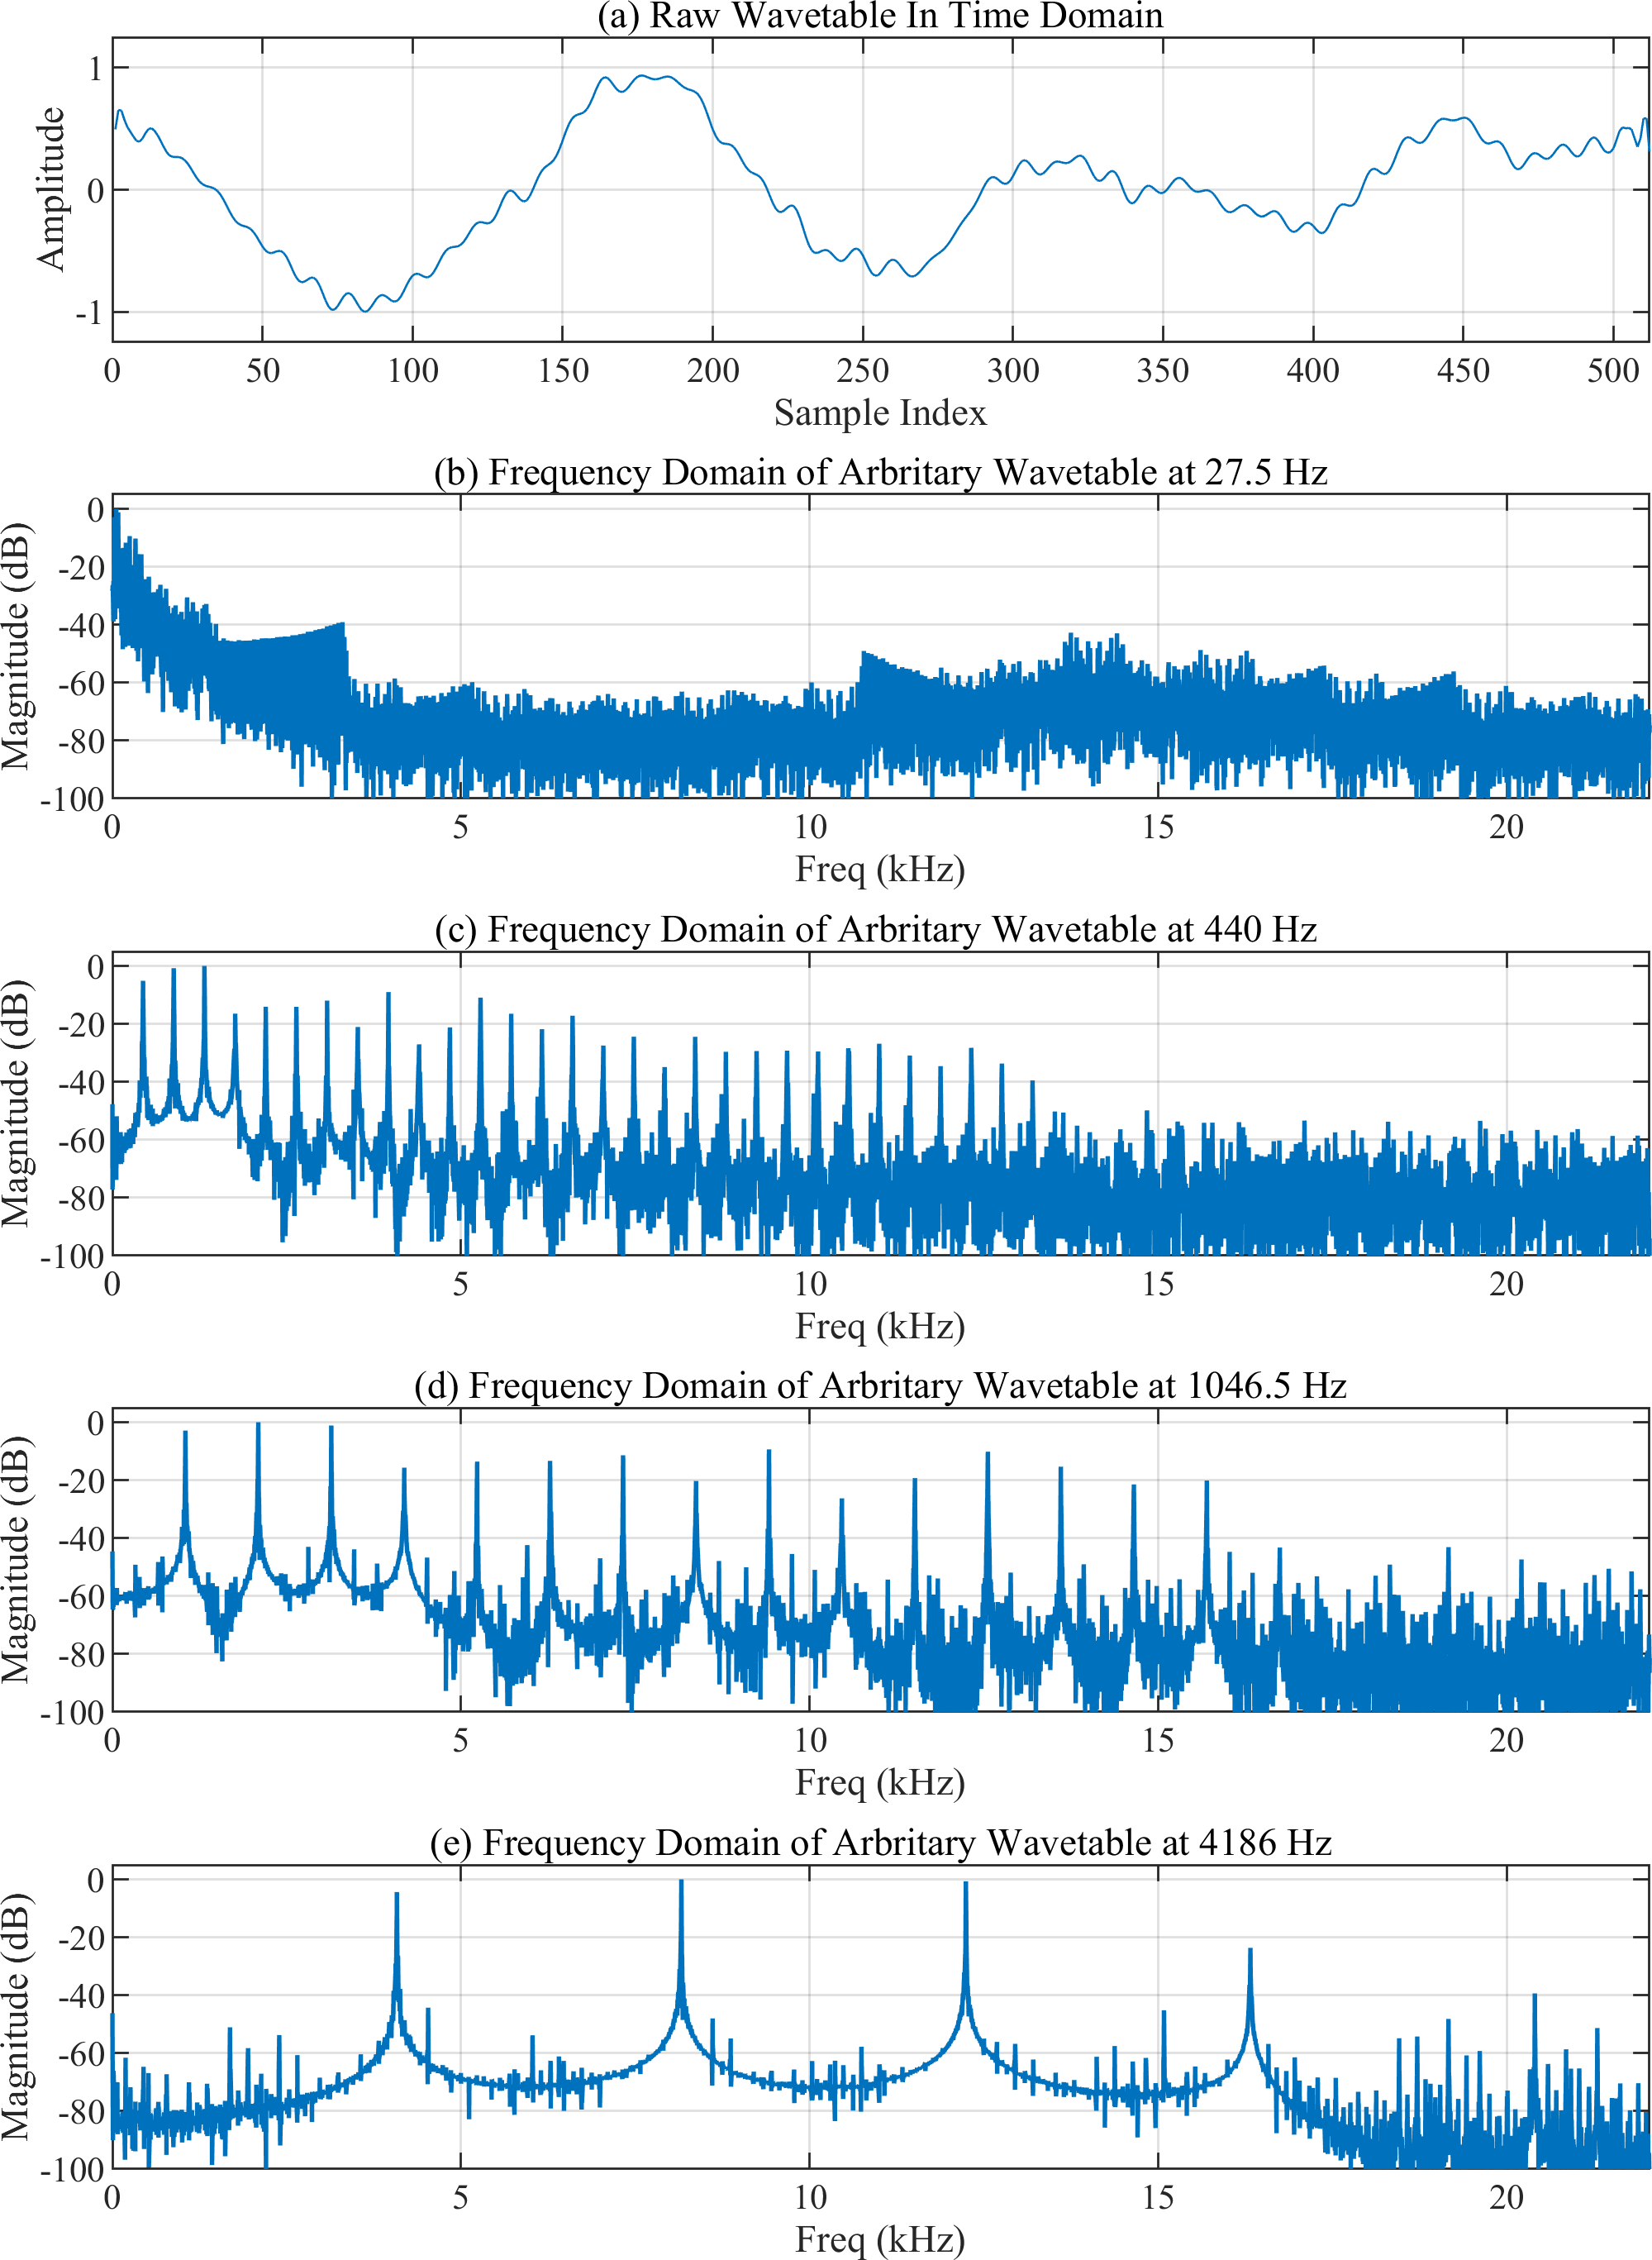 (a) Raw Wavetable In Time Domain
1
0
-1
Amplitude
0 50 100 150 200 250 300 350 400 450 500
Sample Index
(b) Frequency Domain of Arbritary Wavetable at 27.5 Hz
0
-20
-40
-60
-80
-100
Magnitude (dB)
0 5 10 15 20
Freq (kHz)
(c) Frequency Domain of Arbritary Wavetable at 440 Hz
0
-20
-40
-60
-80
-100
Magnitude (dB)
0 5 10 15 20
Freq (kHz)
(d) Frequency Domain of Arbritary Wavetable at 1046.5 Hz
0
-20
-40
-60
-80
-100
Magnitude (dB)
0 5 10 15 20
Freq (kHz)
(e) Frequency Domain of Arbritary Wavetable at 4186 Hz
0
-20
-40
-60
-80
-100
Magnitude (dB)
0 5 10 15 20
Freq (kHz)